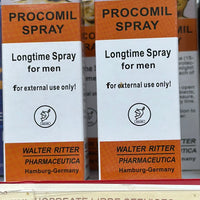 PROCOMIL
SPRAY
Longtime Spray
for men
for external use only!
WALTER RITTER
PHARMACEUTICA
Hamburg-Germany
PROCOMIL
SPRAY
Longtime Spray
for men
for external use only!
WALTER RITTER
PHARMACEUTICA
Hamburg-Germany